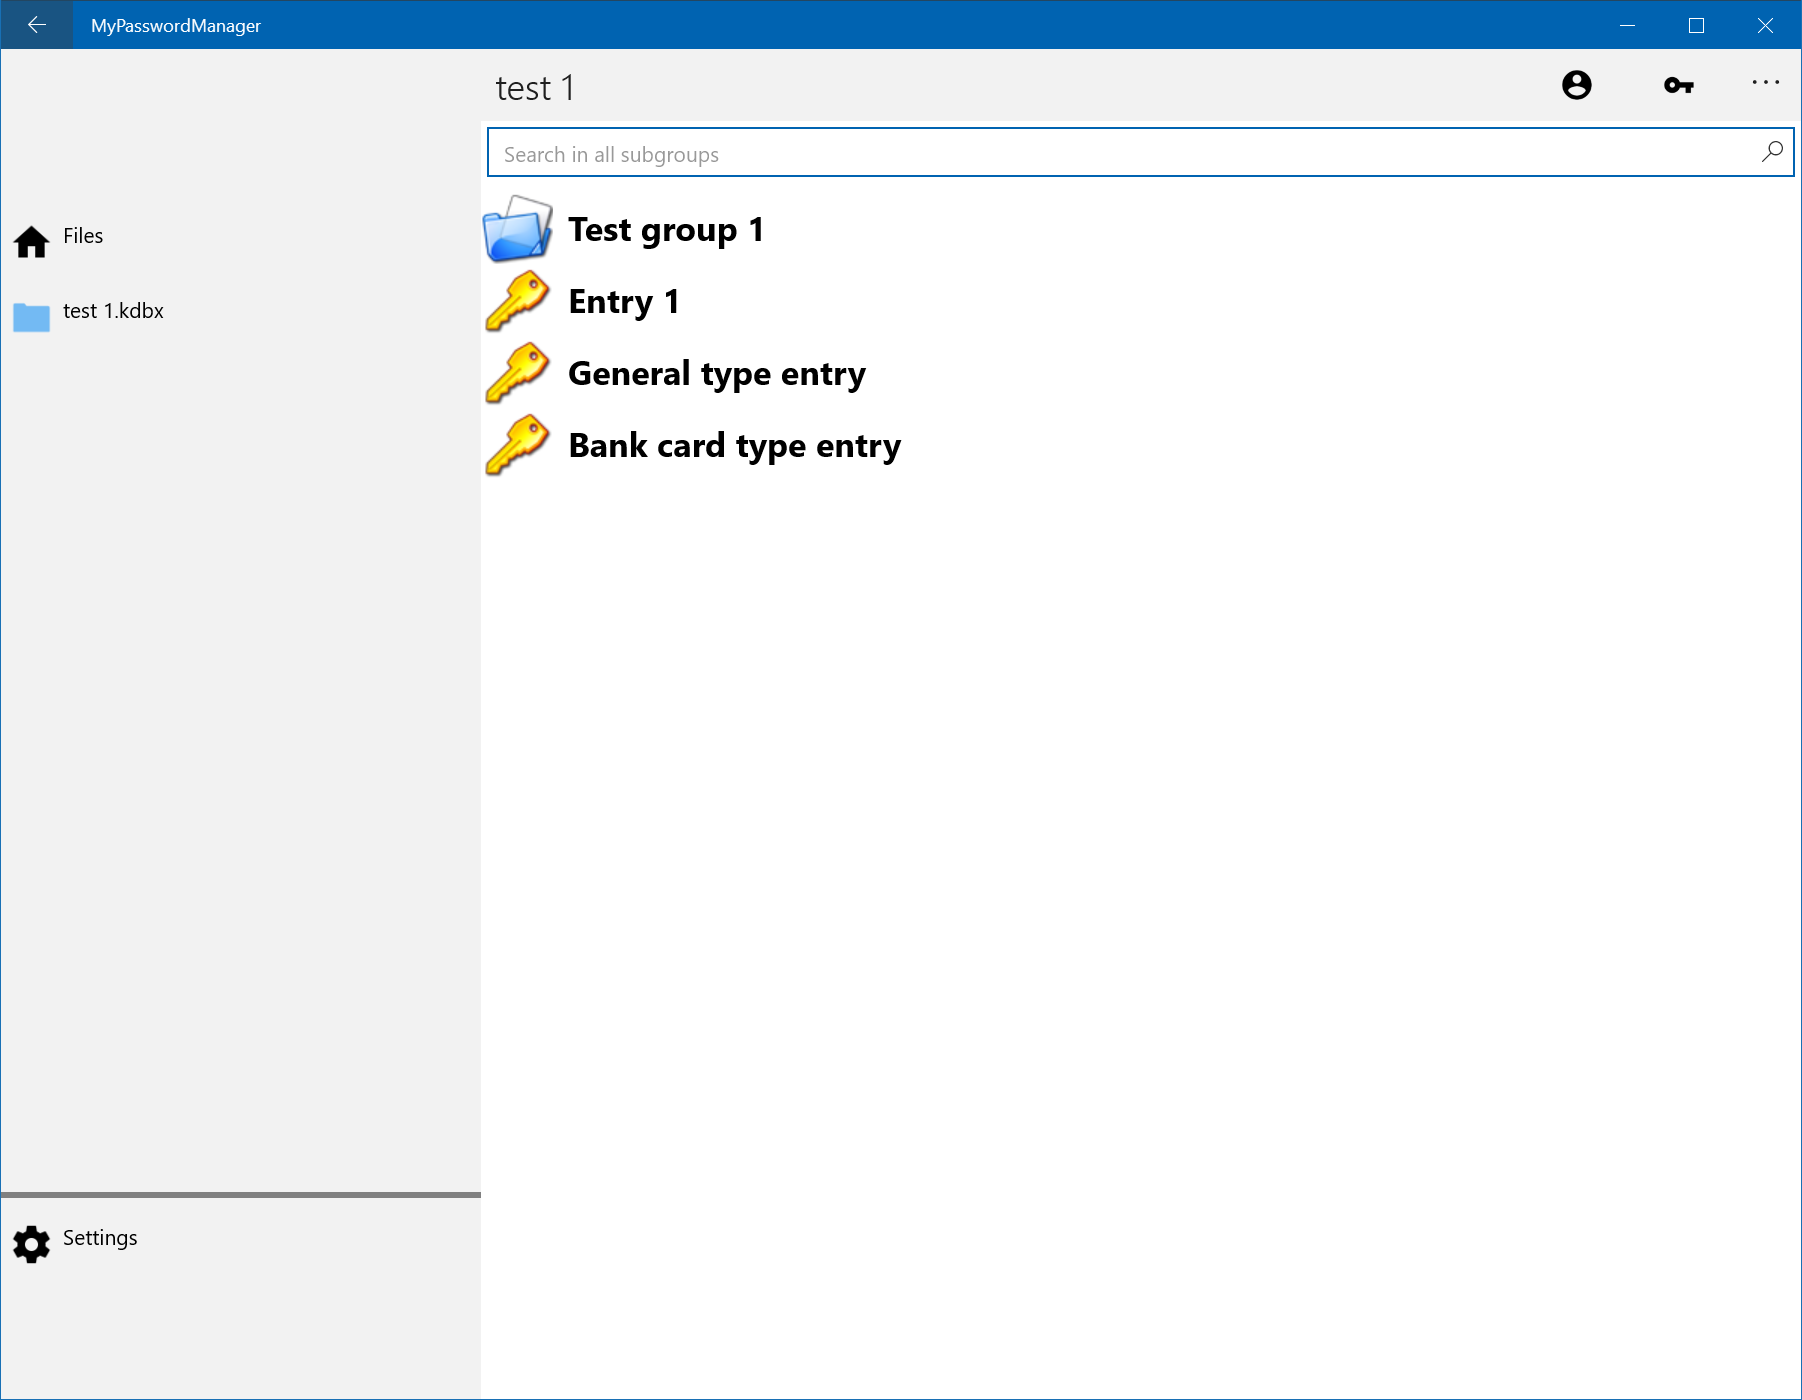 MyPasswordManager
test 1
Search in all subgroups
Files
test 1.kdbx
Test group 1
Entry 1
General type entry
Bank card type entry
Settings